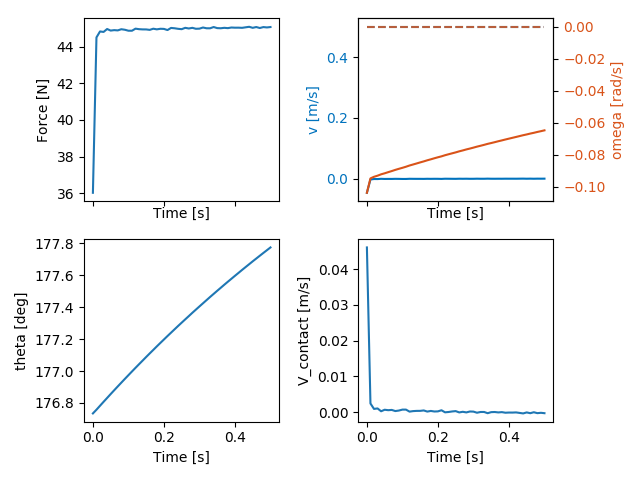 44
42
40
38
36
Force [N]
Time [s]
0.4
0.2
0.0
v [m/s]
0.00
−0.02
−0.04
−0.06
−0.08
−0.10
omega [rad/s]
Time [s]
177.8
177.6
177.4
177.2
177.0
176.8
theta [deg]
0.0 0.2 0.4
Time [s]
0.04
0.03
0.02
0.01
0.00
V_contact [m/s]
0.0 0.2 0.4
Time [s]